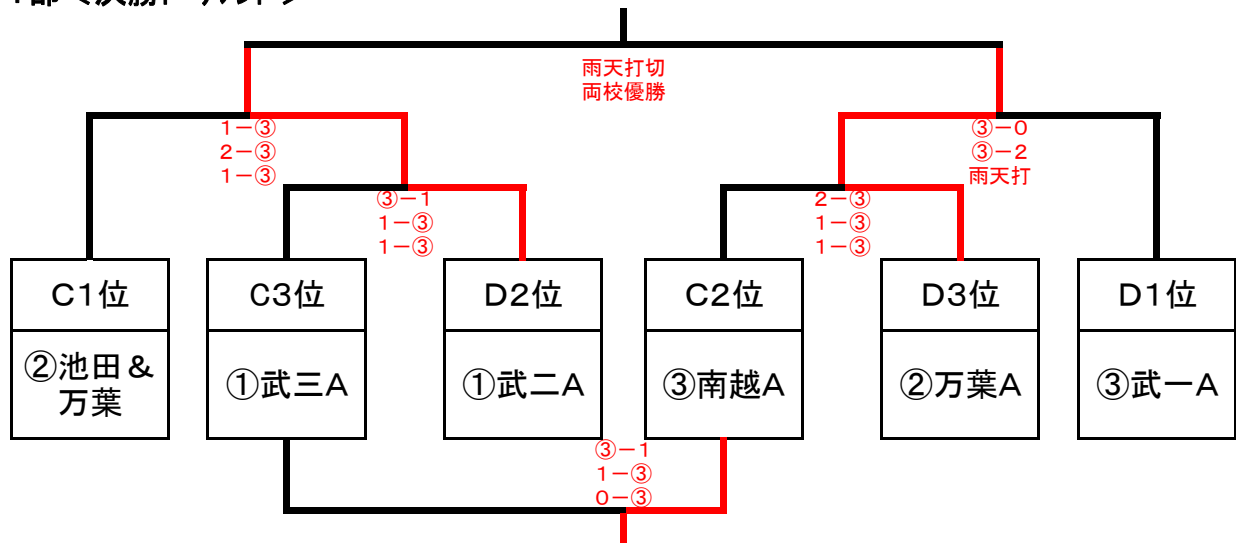 雨天打切
両校優勝
1－③
2－③
1－③
③－0
③－2
雨天打
③－1
1－③
1－③
2－③
1－③
1－③
C1位
C3位
D2位
C2位
D3位
D1位
②池田＆
万葉
①武三A
①武二A
③南越A
②万葉A
③武一A
③－1
1－③
0－③